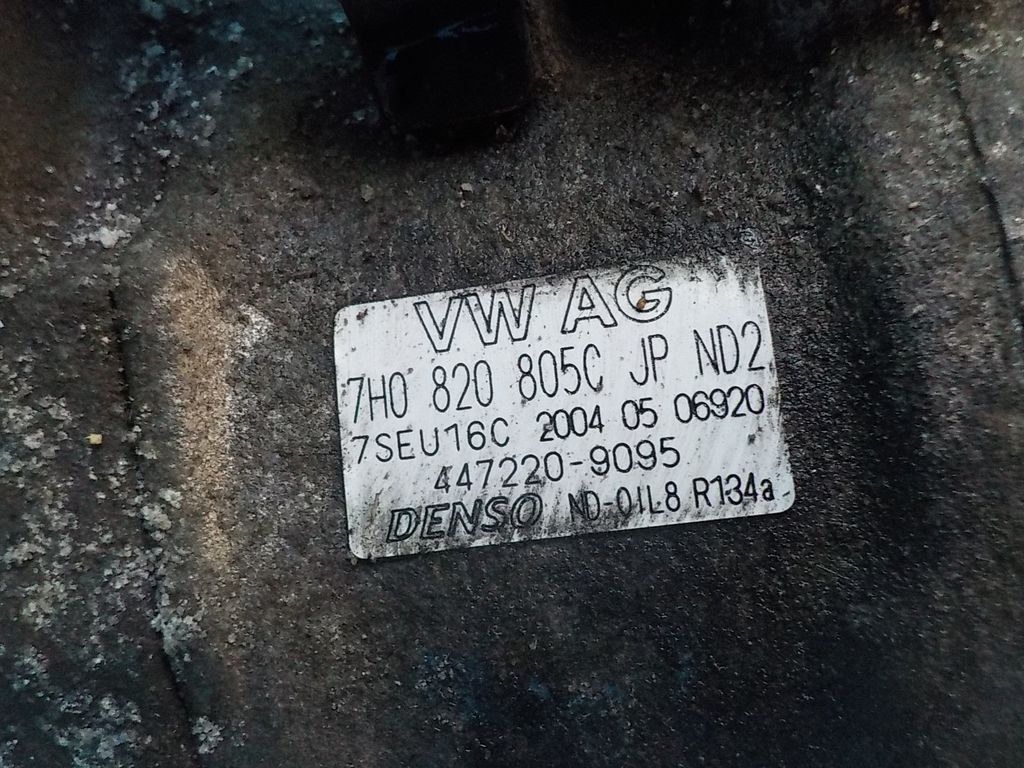 VW AG
7H0 820 805C JP ND2
7SEU16C 2004 05 06920
447220-9095
DENSO ND-OIL8 R134a